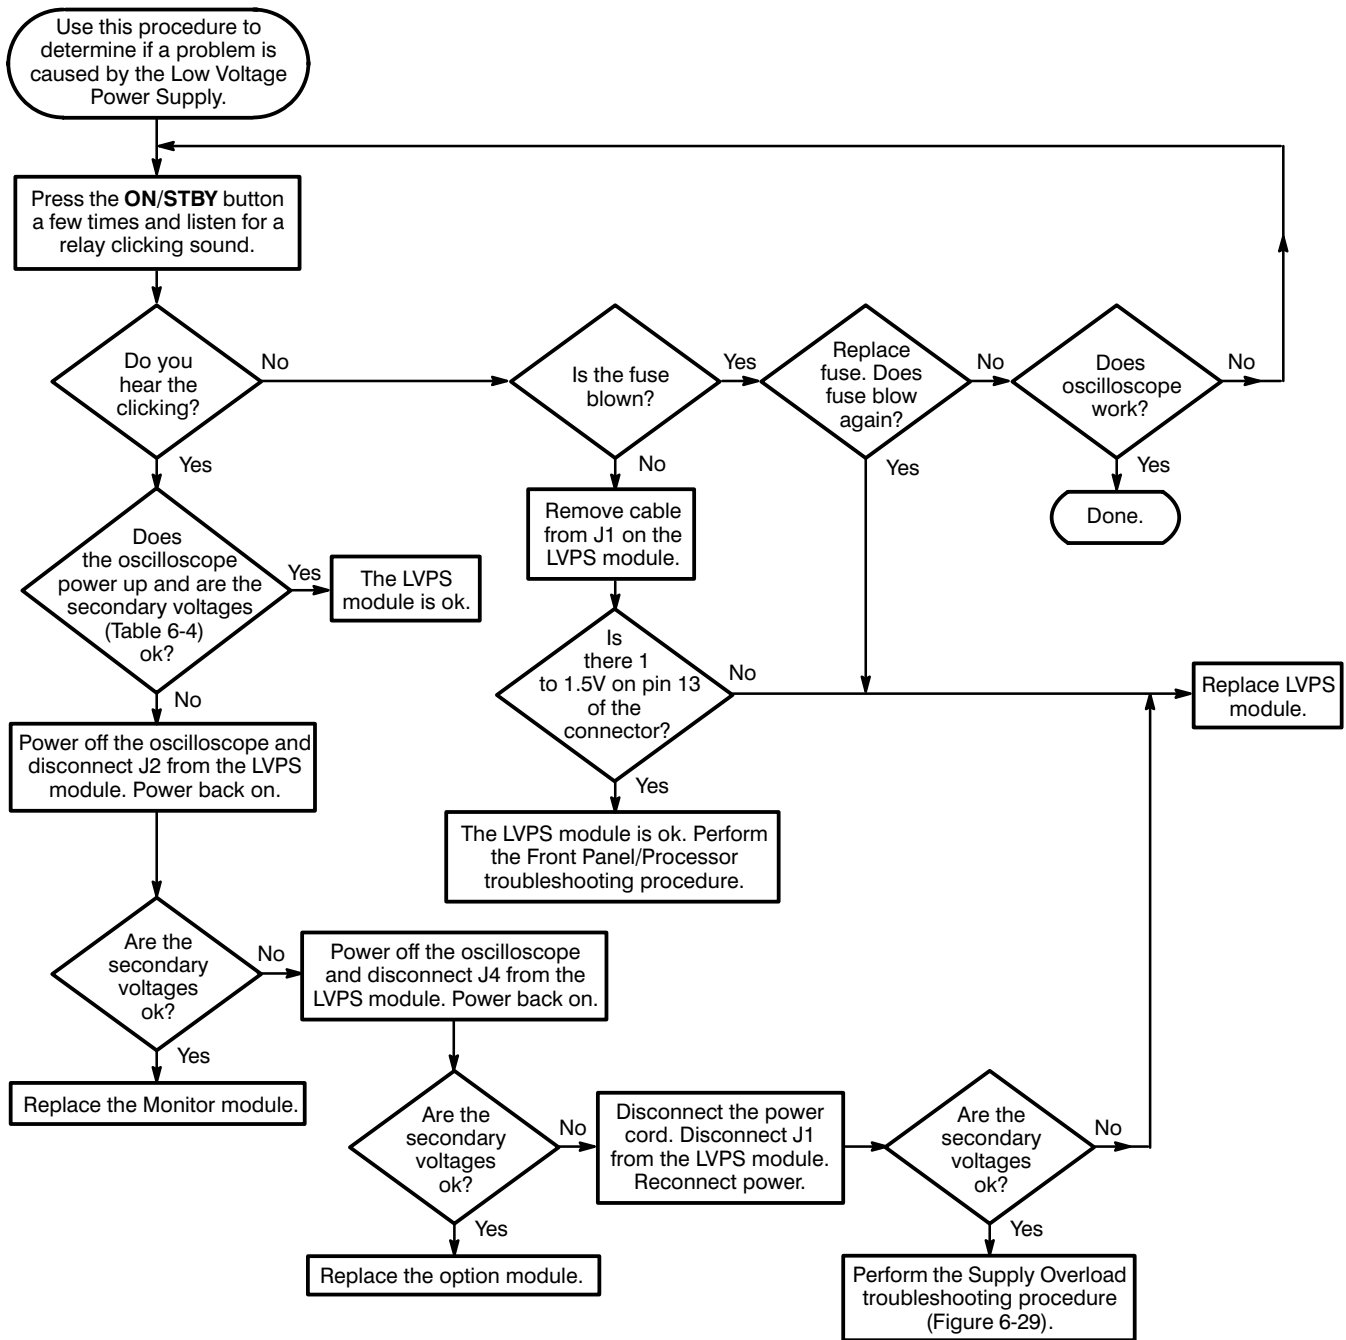 Use this procedure to
determine if a problem is
caused by the Low Voltage
Power Supply.
Press the ON/STBY button
a few times and listen for a
relay clicking sound.
Do you
hear the
clicking?
No
Yes
Is the fuse
blown?
Yes
No
Replace
fuse. Does
fuse blow
again?
No
Yes
Does
oscilloscope
work?
No
Yes
Done.
Does
the oscilloscope
power up and are the
secondary voltages
(Table 6-4)
ok?
Yes
No
The LVPS
module is ok.
Remove cable
from J1 on the
LVPS module.
Is
there 1
to 1.5V on pin 13
of the
connector?
No
Yes
Replace LVPS
module.
Power off the oscilloscope and
disconnect J2 from the LVPS
module. Power back on.
The LVPS module is ok. Perform
the Front Panel/Processor
troubleshooting procedure.
Are the
secondary
voltages
ok?
No
Yes
Power off the oscilloscope
and disconnect J4 from the
LVPS module. Power back on.
Replace the Monitor module.
Are the
secondary
voltages
ok?
No
Yes
Disconnect the power
cord. Disconnect J1
from the LVPS module.
Reconnect power.
Are the
secondary
voltages
ok?
No
Yes
Replace the option module.
Perform the Supply Overload
troubleshooting procedure
(Figure 6-29).